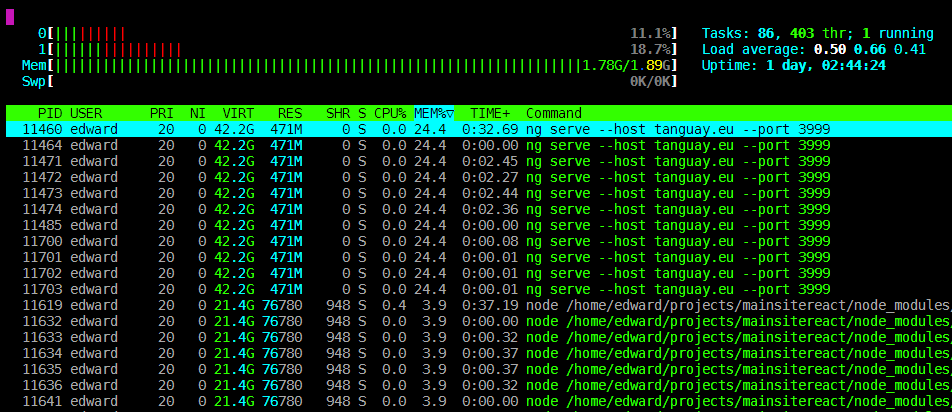 0[||||||||| 11.1%] Tasks: 86, 403 thr; 1 running
1[|||||||||||||||| 18.7%] Load average: 0.50 0.66 0.41
Mem[||||||||||||||||||||||||||||||||||||||||||||||||||||||||||||||||||1.78G/1.89G] Uptime: 1 day, 02:44:24
Swp[ 0K/0K]
PID USER PRI NI VIRT RES SHR S CPU% MEM%▽ TIME+ Command
11460 edward 20 0 42.2G 471M 0 S 0.0 24.4 0:32.69 ng serve --host tanguay.eu --port 3999
11464 edward 20 0 42.2G 471M 0 S 0.0 24.4 0:00.00 ng serve --host tanguay.eu --port 3999
11471 edward 20 0 42.2G 471M 0 S 0.0 24.4 0:02.45 ng serve --host tanguay.eu --port 3999
11472 edward 20 0 42.2G 471M 0 S 0.0 24.4 0:02.27 ng serve --host tanguay.eu --port 3999
11473 edward 20 0 42.2G 471M 0 S 0.0 24.4 0:02.44 ng serve --host tanguay.eu --port 3999
11474 edward 20 0 42.2G 471M 0 S 0.0 24.4 0:02.36 ng serve --host tanguay.eu --port 3999
11485 edward 20 0 42.2G 471M 0 S 0.0 24.4 0:00.00 ng serve --host tanguay.eu --port 3999
11700 edward 20 0 42.2G 471M 0 S 0.0 24.4 0:00.08 ng serve --host tanguay.eu --port 3999
11701 edward 20 0 42.2G 471M 0 S 0.0 24.4 0:00.01 ng serve --host tanguay.eu --port 3999
11702 edward 20 0 42.2G 471M 0 S 0.0 24.4 0:00.01 ng serve --host tanguay.eu --port 3999
11703 edward 20 0 42.2G 471M 0 S 0.0 24.4 0:00.01 ng serve --host tanguay.eu --port 3999
11619 edward 20 0 21.4G 76780 948 S 0.4 3.9 0:37.19 node /home/edward/projects/mainsitereact/node_modules/
11632 edward 20 0 21.4G 76780 948 S 0.0 3.9 0:00.00 node /home/edward/projects/mainsitereact/node_modules/
11633 edward 20 0 21.4G 76780 948 S 0.0 3.9 0:00.32 node /home/edward/projects/mainsitereact/node_modules/
11634 edward 20 0 21.4G 76780 948 S 0.0 3.9 0:00.37 node /home/edward/projects/mainsitereact/node_modules/
11635 edward 20 0 21.4G 76780 948 S 0.0 3.9 0:00.37 node /home/edward/projects/mainsitereact/node_modules/
11636 edward 20 0 21.4G 76780 948 S 0.0 3.9 0:00.32 node /home/edward/projects/mainsitereact/node_modules/
11641 edward 20 0 21.4G 76780 948 S 0.0 3.9 0:00.00 node /home/edward/projects/mainsitereact/node_modules/